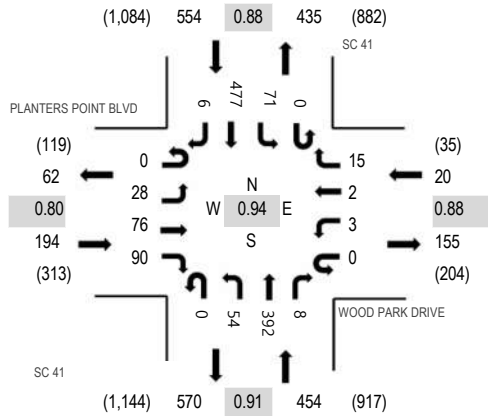 (1,084) 554 0.88 435 (882)
SC 41
PLANTERS POINT BLVD
6 477 71 0
(119)
62
0.80
194
(313)
0
28
76
90
N
W 0.94 E
S
15
2
3
0
(35)
20
0.88
155
(204)
0 54 392 8
WOOD PARK DRIVE
SC 41
(1,144) 570 0.91 454 (917)